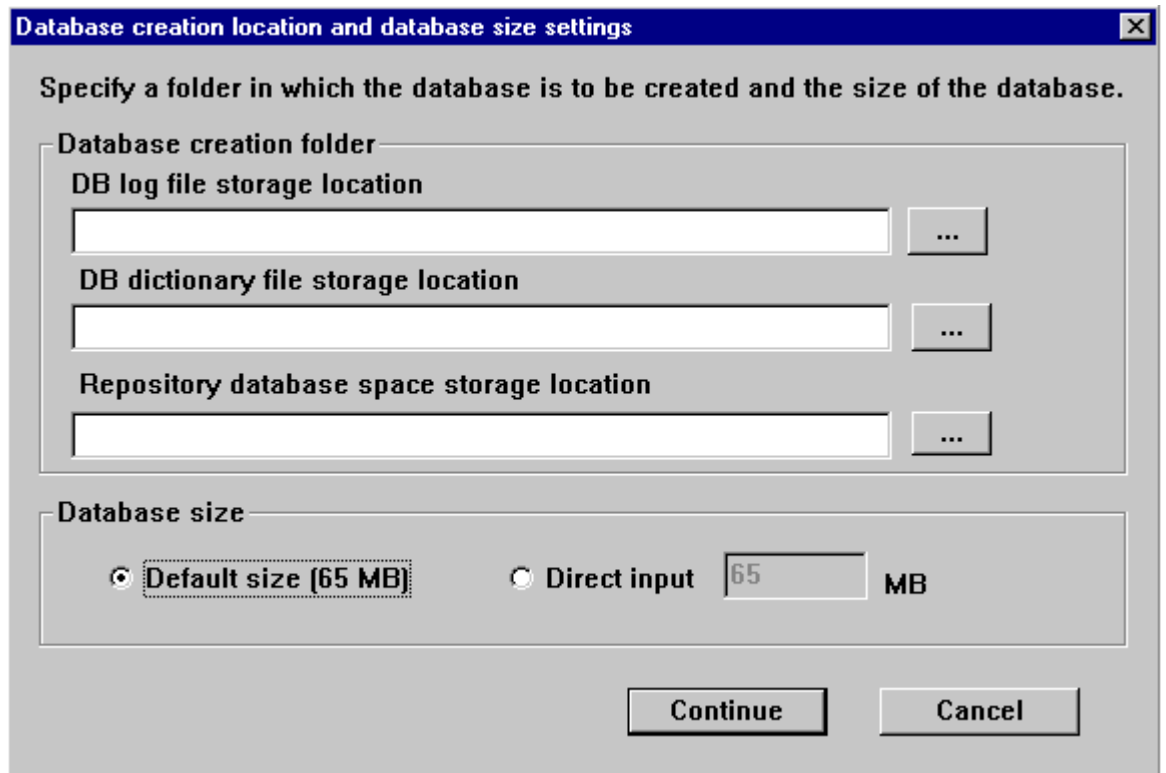 Database creation location and database size settings
Specify a folder in which the database is to be created and the size of the database.
Database creation folder
DB log file storage location
...
DB dictionary file storage location
...
Repository database space storage location
...
Database size
Default size (65 MB) Direct input 65 MB
Continue Cancel